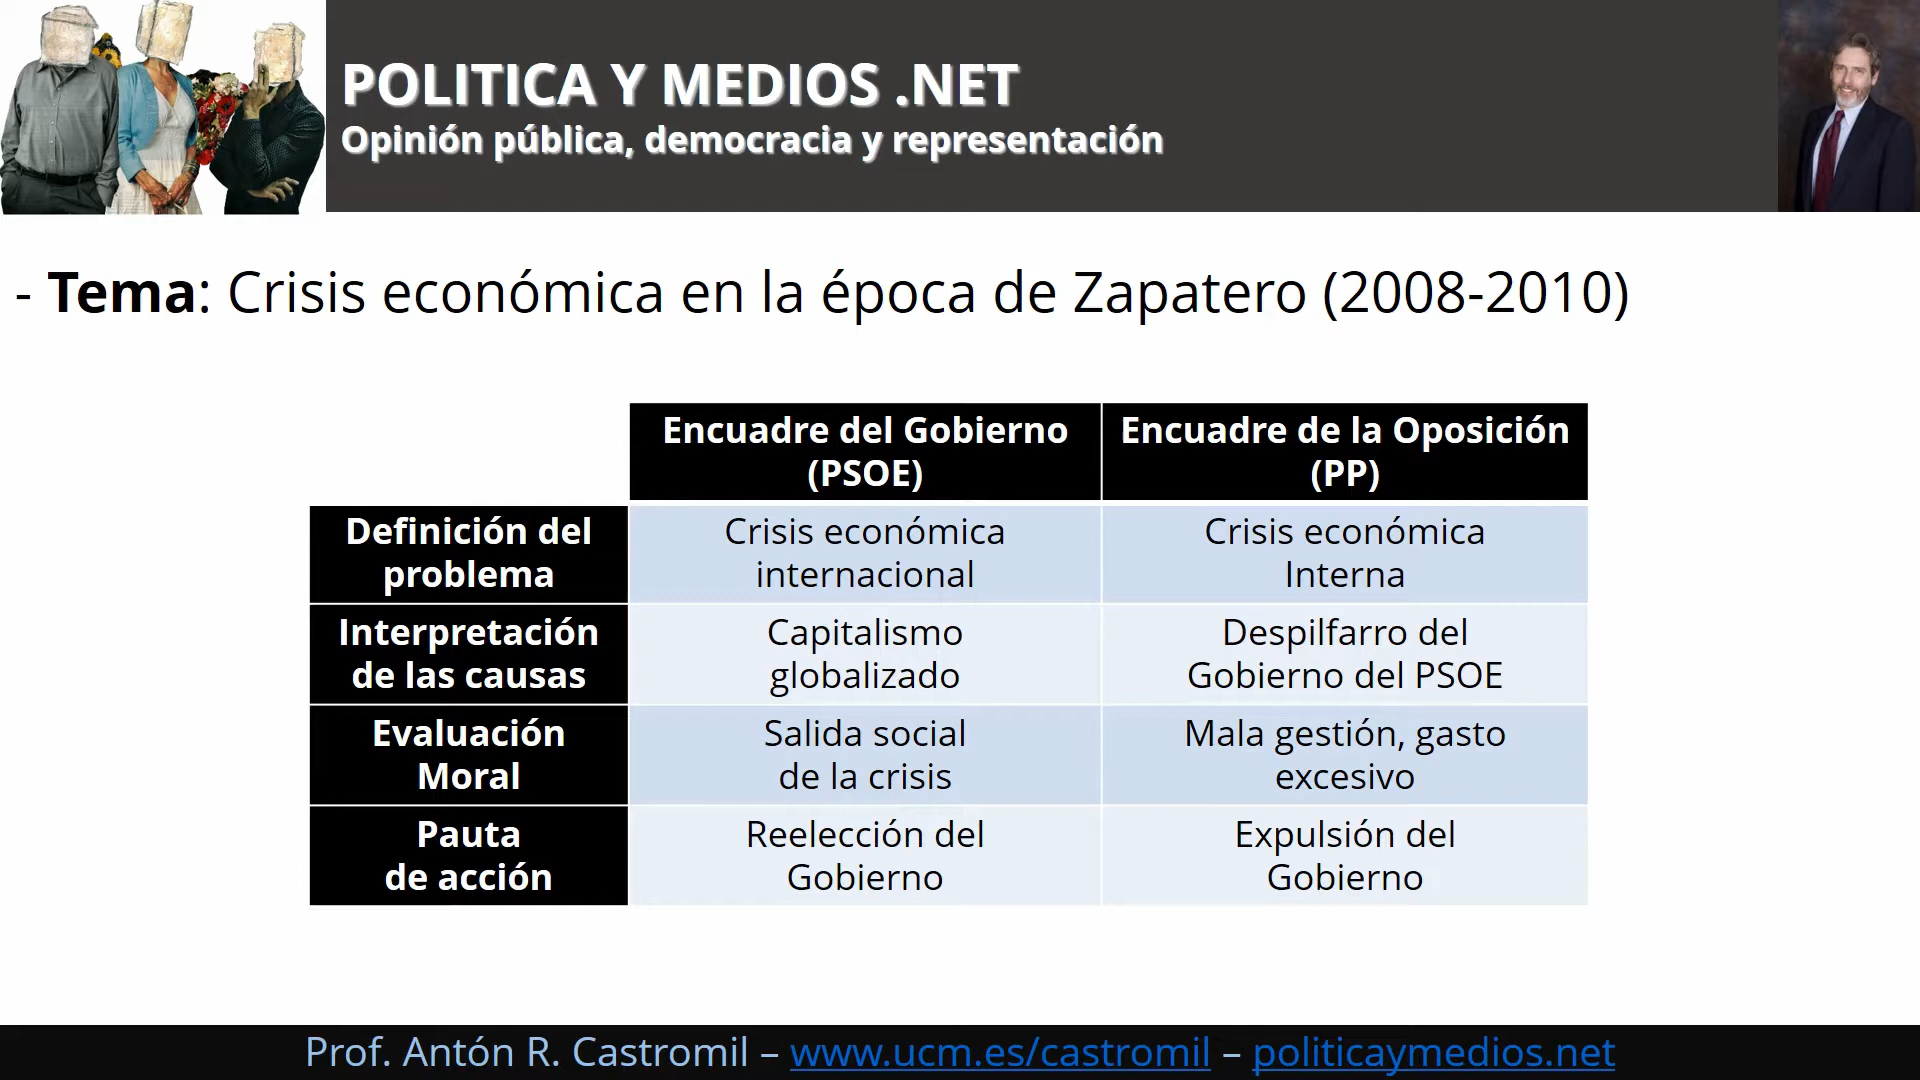 POLITICA Y MEDIOS .NET
Opinión pública, democracia y representación
- Tema: Crisis económica en la época de Zapatero (2008-2010)
Encuadre del Gobierno
(PSOE)
Encuadre de la Oposición
(PP)
Definición del
problema
Crisis económica
internacional
Crisis económica
Interna
Interpretación
de las causas
Capitalismo
globalizado
Despilfarro del
Gobierno del PSOE
Evaluación
Moral
Salida social
de la crisis
Mala gestión, gasto
excesivo
Pauta
de acción
Reelección del
Gobierno
Expulsión del
Gobierno
Prof. Antón R. Castromil – www.ucm.es/castromil – politicaymedios.net